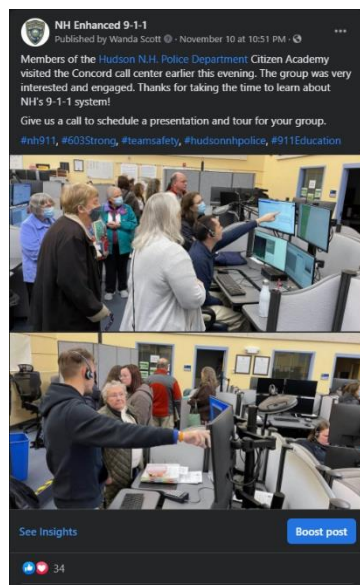 NH Enhanced 9-1-1
Published by Wanda Scott · November 10 at 10:51 PM ·
Members of the Hudson N.H. Police Department Citizen Academy
visited the Concord call center earlier this evening. The group was very
interested and engaged. Thanks for taking the time to learn about
NH's 9-1-1 system!
Give us a call to schedule a presentation and tour for your group.
#nh911, #603Strong, #teamsafety, #hudsonnhpolice, #911Education
See Insights
Boost post
34